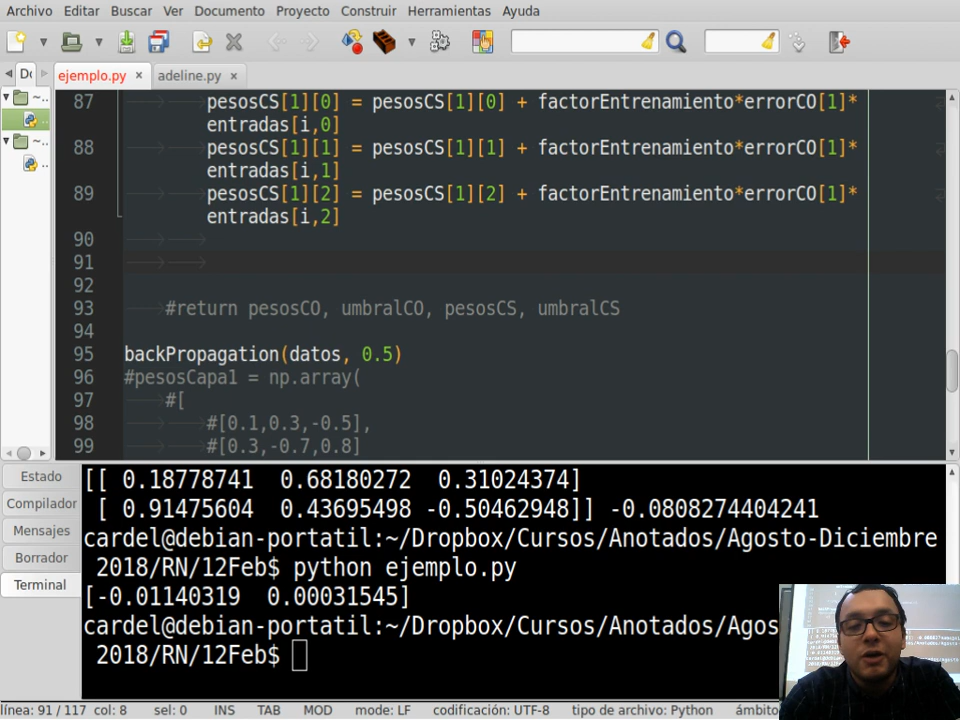 Archivo Editar Buscar Ver Documento Proyecto Construir Herramientas Ayuda
ejemplo.py × adeline.py ×
87 pesosCS[1][0] = pesosCS[1][0] + factorEntrenamiento*errorCO[1]*
entradas[i,0]
88 pesosCS[1][1] = pesosCS[1][1] + factorEntrenamiento*errorCO[1]*
entradas[i,1]
89 pesosCS[1][2] = pesosCS[1][2] + factorEntrenamiento*errorCO[1]*
entradas[i,2]
90
91
92
93 #return pesosCO, umbralCO, pesosCS, umbralCS
94
95 backPropagation(datos, 0.5)
96 #pesosCapa1 = np.array(
97 #[
98 #[0.1,0.3,-0.5],
99 #[0.3,-0.7,0.8]
Estado
Compilador
Mensajes
Borrador
Terminal
[[ 0.18778741 0.68180272 0.31024374]
[ 0.91475604 0.43695498 -0.50462948]] -0.0808274404241
cardel@debian-portatil:~/Dropbox/Cursos/Anotados/Agosto-Diciembre
2018/RN/12Feb$ python ejemplo.py
[-0.01140319 0.00031545]
cardel@debian-portatil:~/Dropbox/Cursos/Anotados/Agos
2018/RN/12Feb$
línea: 91 / 117 col: 8 sel: 0 INS TAB MOD mode: LF codificación: UTF-8 tipo de archivo: Python ámbito